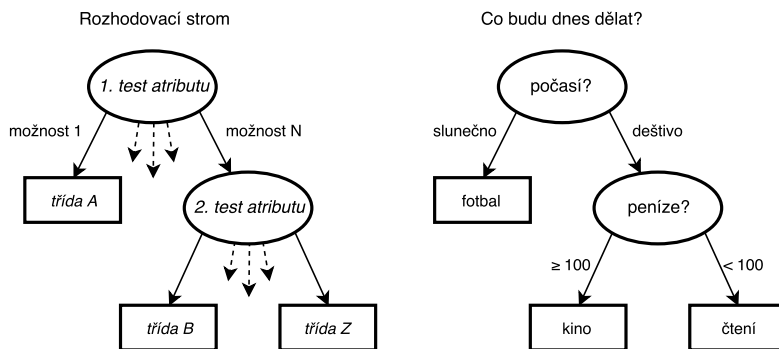 Rozhodovací strom
1. test atributu
možnost 1
možnost N
třída A
2. test atributu
třída B
třída Z
Co budu dnes dělat?
počasí?
slunečno
deštivo
fotbal
peníze?
≥ 100
< 100
kino
čtení